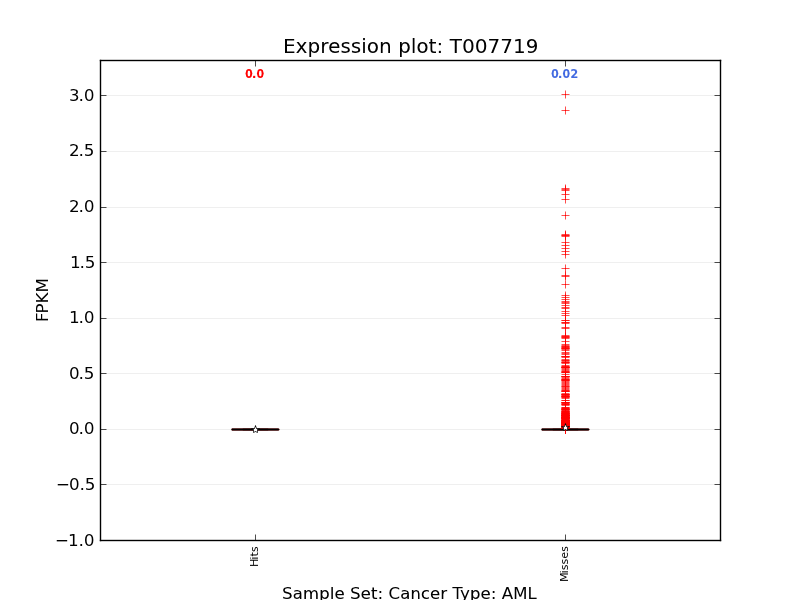 Expression plot: T007719
0.0
0.02
3.0
2.5
2.0
1.5
1.0
0.5
0.0
−0.5
−1.0
FPKM
Hits
Misses
Sample Set: Cancer Type: AML